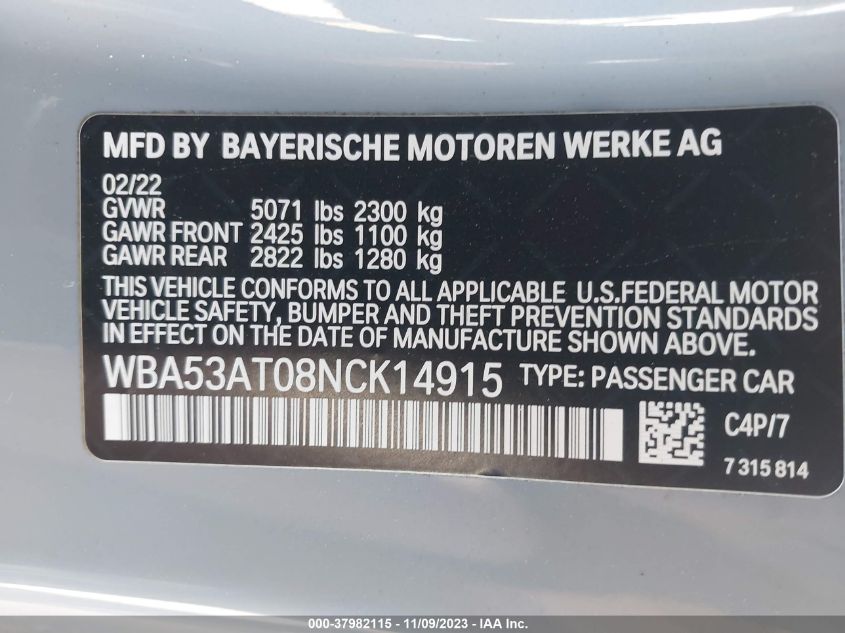 MFD BY BAYERISCHE MOTOREN WERKE AG
02/22
GVWR 5071 lbs 2300 kg
GAWR FRONT 2425 lbs 1100 kg
GAWR REAR 2822 lbs 1280 kg
THIS VEHICLE CONFORMS TO ALL APPLICABLE U.S.FEDERAL MOTOR
VEHICLE SAFETY, BUMPER AND THEFT PREVENTION STANDARDS
IN EFFECT ON THE DATE OF MANUFACTURE SHOWN ABOVE.
WBA53AT08NCK14915 TYPE: PASSENGER CAR
C4P/7
7 315 814
000-37982115 - 11/09/2023 - IAA Inc.